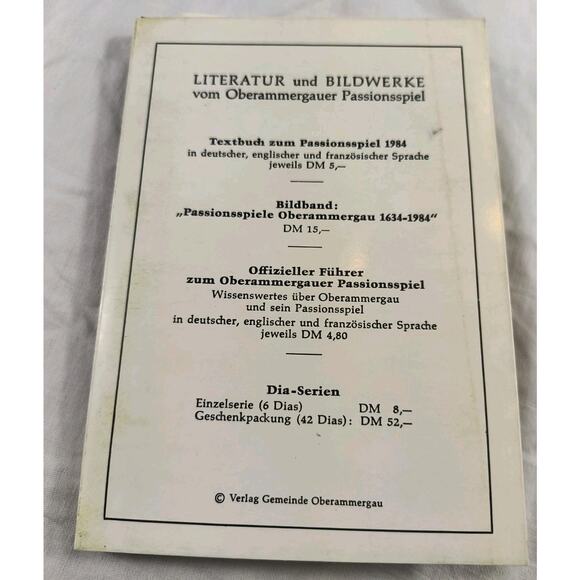 LITERATUR und BILDWERKE
vom Oberammergauer Passionsspiel
Textbuch zum Passionsspiel 1984
in deutscher, englischer und französischer Sprache
jeweils DM 5,—
Bildband:
„Passionsspiele Oberammergau 1634-1984“
DM 15,—
Offizieller Führer
zum Oberammergauer Passionsspiel
Wissenswertes über Oberammergau
und sein Passionsspiel
in deutscher, englischer und französischer Sprache
jeweils DM 4,80
Dia-Serien
Einzelserie (6 Dias) DM 8,—
Geschenkpackung (42 Dias): DM 52,—
© Verlag Gemeinde Oberammergau